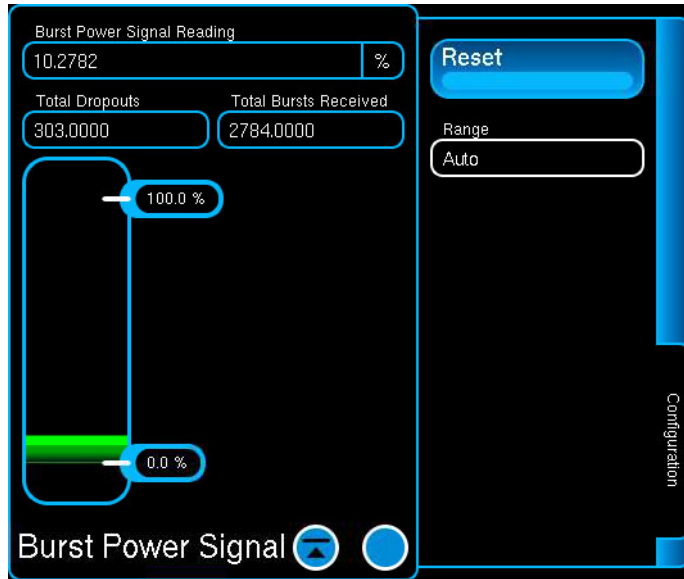 Burst Power Signal Reading
10.2782 %
Total Dropouts Total Bursts Received
303.0000 2784.0000
100.0 %
0.0 %
Burst Power Signal
Reset
Range
Auto
Configuration